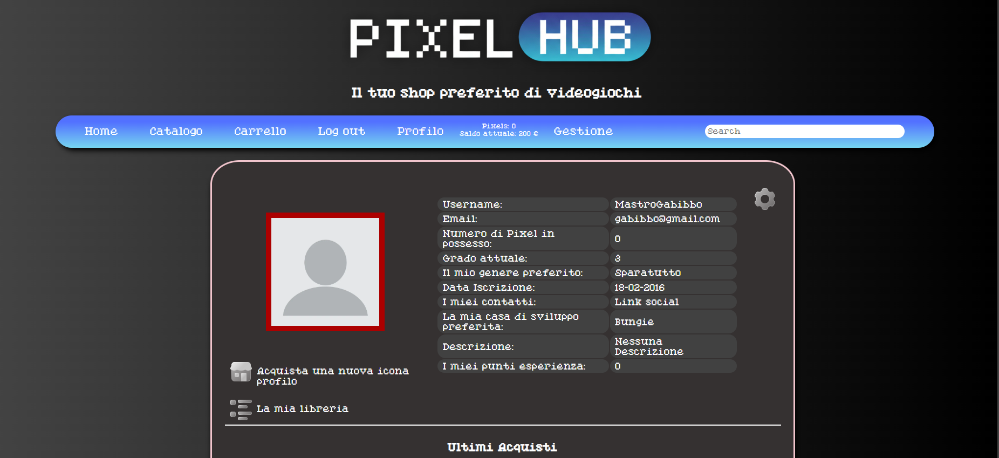 PIXEL HUB
Il tuo shop preferito di videogiochi
Home Catalogo Carrello Log out Profilo Pixels: 0
Saldo attuale: 200 € Gestione Search
Username: MastroGabibbo
Email: gabibbo@gmail.com
Numero di Pixel in
possesso: 0
Grado attuale: 3
Il mio genere preferito: Sparatutto
Data Iscrizione: 18-02-2016
I miei contatti: Link social
La mia casa di sviluppo
preferita: Bungie
Descrizione: Nessuna
Descrizione
I miei punti esperienza: 0
Acquista una nuova icona
profilo
La mia libreria
Ultimi Acquisti